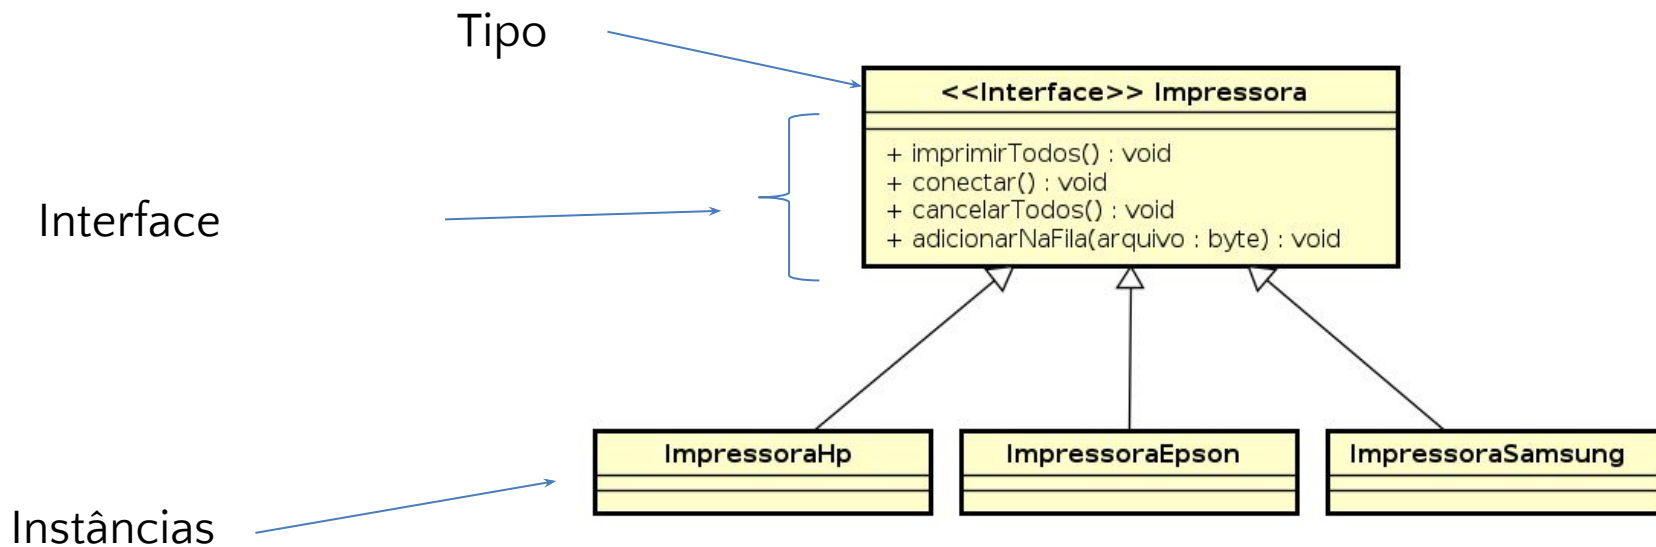 Tipo
<<Interface>> Impressora
+ imprimirTodos() : void
+ conectar() : void
+ cancelarTodos() : void
+ adicionarNaFila(arquivo : byte) : void
Interface
ImpressoraHp
ImpressoraEpson
ImpressoraSamsung
Instâncias